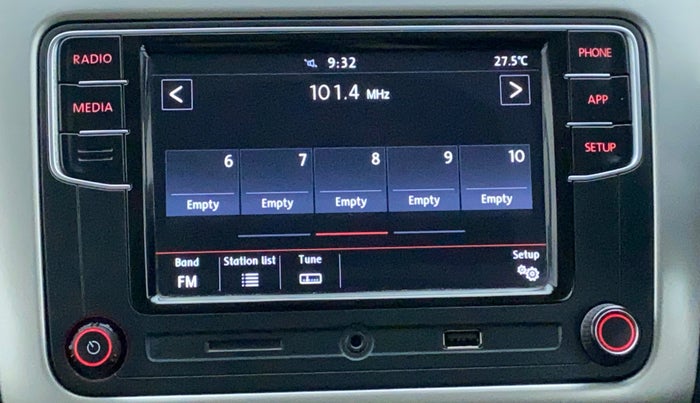 RADIO
MEDIA
9:32
27.5°C
<
101.4 MHz
>
6
7
8
9
10
Empty
Empty
Empty
Empty
Empty
Band
Station list
Tune
Setup
FM
PHONE
APP
SETUP